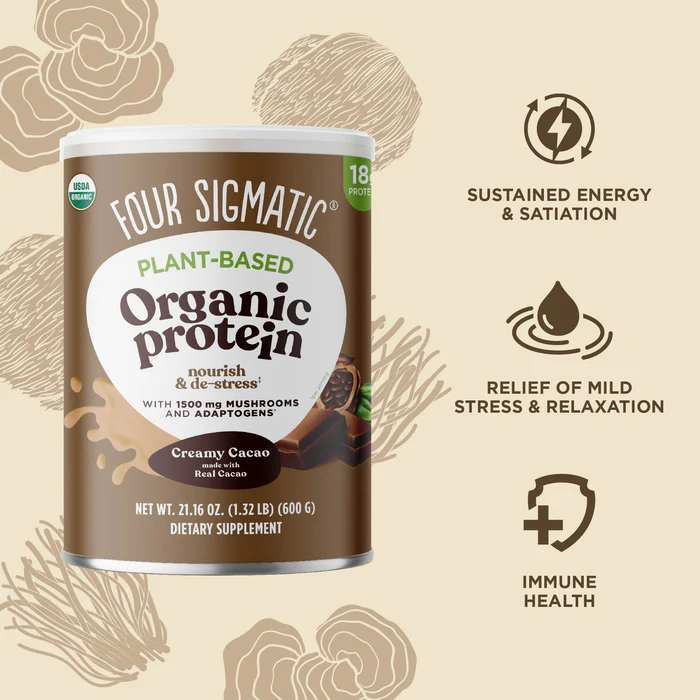 USDA
ORGANIC
18g
PROTE
FOUR SIGMATIC®
PLANT-BASED
Organic
protein
nourish
& de-stress‡
WITH 1500 mg MUSHROOMS
AND ADAPTOGENS
Creamy Cacao
made with
Real Cacao
NET WT. 21.16 OZ. (1.32 LB) (600 G)
DIETARY SUPPLEMENT
SUSTAINED ENERGY
& SATIATION
RELIEF OF MILD
STRESS & RELAXATION
IMMUNE
HEALTH